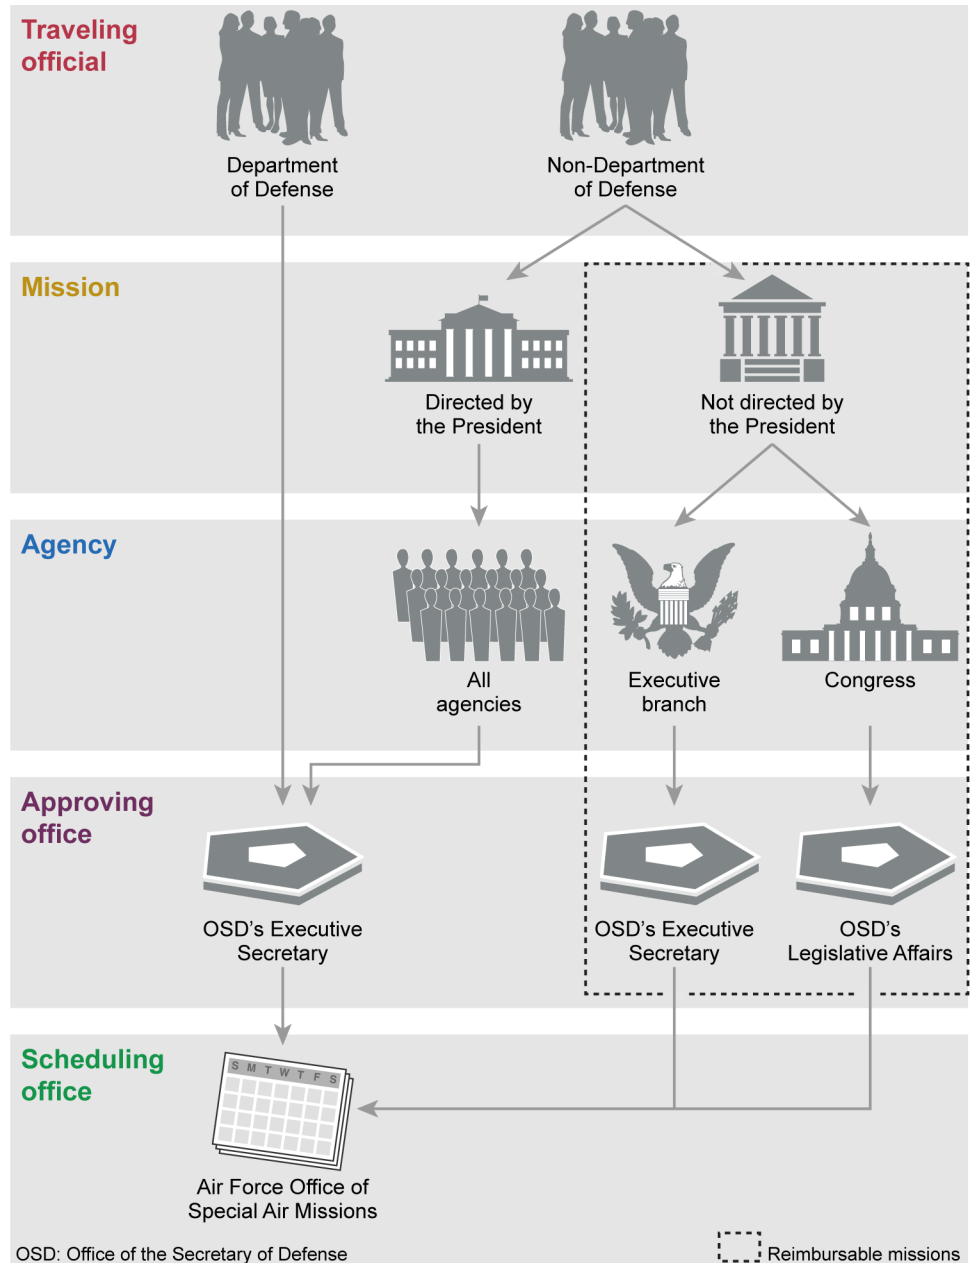 Traveling
official
Department
of Defense
Non-Department
of Defense
Mission
Directed by
the President
Not directed by
the President
Agency
All
agencies
Executive
branch
Congress
Approving
office
OSD's Executive
Secretary
OSD's Executive
Secretary
OSD's
Legislative Affairs
Scheduling
office
S M T W T F S
Air Force Office of
Special Air Missions
OSD: Office of the Secretary of Defense
Reimbursable missions